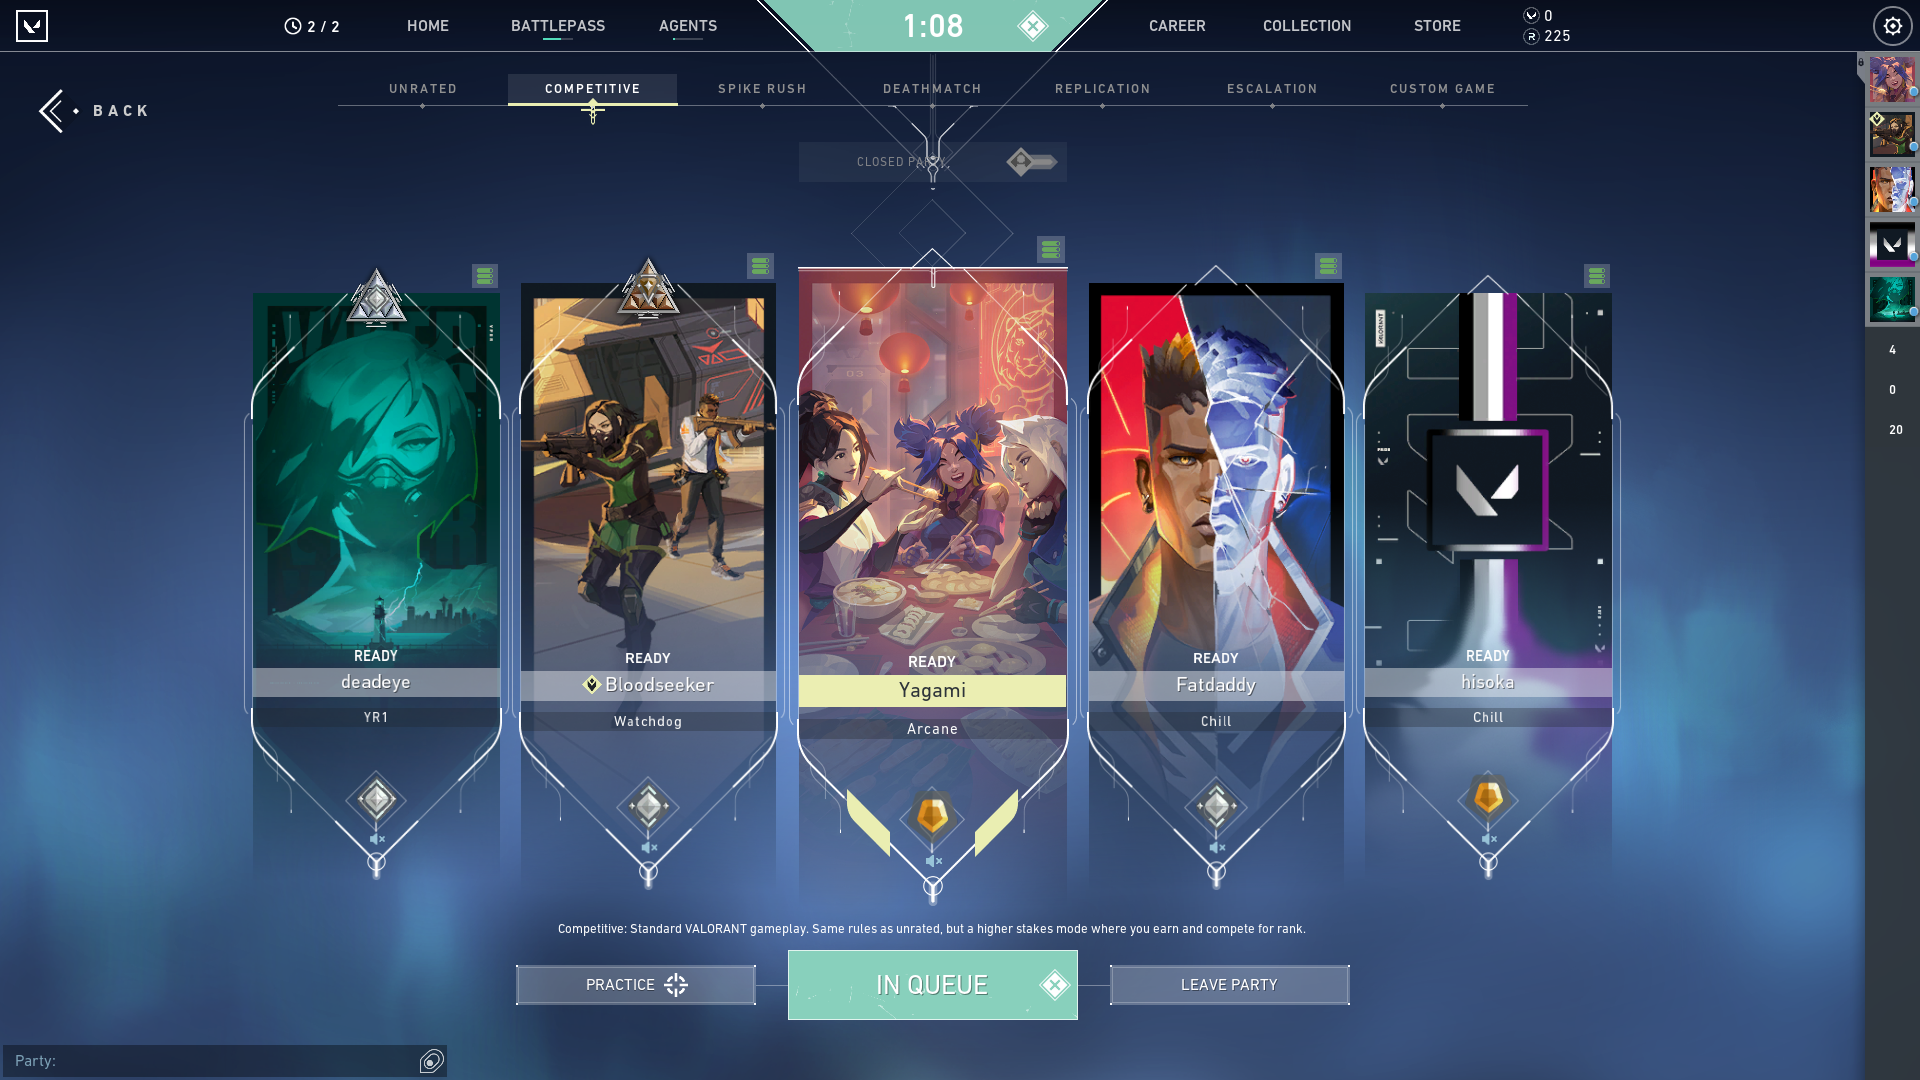 2 / 2
HOME
BATTLEPASS
AGENTS
1:08
CAREER
COLLECTION
STORE
0
225
BACK
UNRATED
COMPETITIVE
SPIKE RUSH
DEATHMATCH
REPLICATION
ESCALATION
CUSTOM GAME
CLOSED PARTY
READY
deadeye
YR1
READY
Bloodseeker
Watchdog
READY
Yagami
Arcane
READY
Fatdaddy
Chill
VALORANT
READY
hisoka
Chill
4
0
20
Competitive: Standard VALORANT gameplay. Same rules as unrated, but a higher stakes mode where you earn and compete for rank.
PRACTICE
IN QUEUE
LEAVE PARTY
Party: